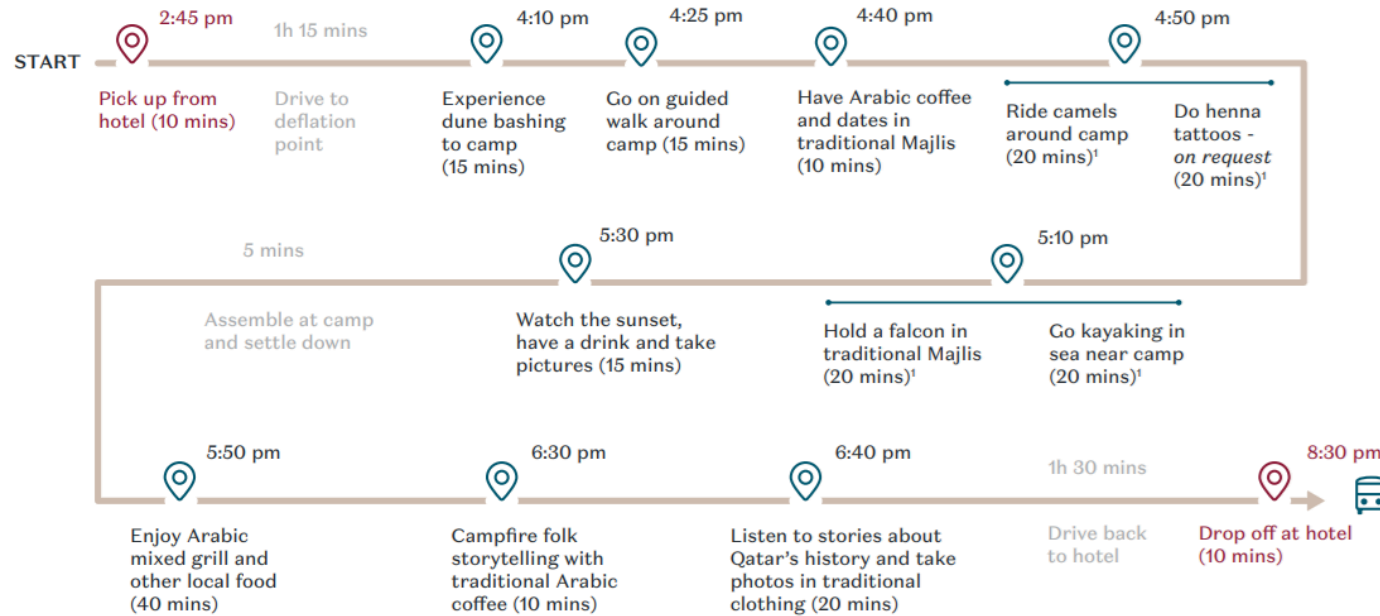 2:45 pm
1h 15 mins
4:10 pm
4:25 pm
4:40 pm
4:50 pm
START
Pick up from
hotel (10 mins)
Drive to
deflation
point
Experience
dune bashing
to camp
(15 mins)
Go on guided
walk around
camp (15 mins)
Have Arabic coffee
and dates in
traditional Majlis
(10 mins)
Ride camels
around camp
(20 mins)¹
Do henna
tattoos -
on request
(20 mins)¹
5:10 pm
Hold a falcon in
traditional Majlis
(20 mins)¹
Go kayaking in
sea near camp
(20 mins)¹
5:30 pm
Watch the sunset,
have a drink and take
pictures (15 mins)
5 mins
Assemble at camp
and settle down
5:50 pm
Enjoy Arabic
mixed grill and
other local food
(40 mins)
6:30 pm
Campfire folk
storytelling with
traditional Arabic
coffee (10 mins)
6:40 pm
Listen to stories about
Qatar's history and take
photos in traditional
clothing (20 mins)
1h 30 mins
Drive back
to hotel
8:30 pm
Drop off at hotel
(10 mins)